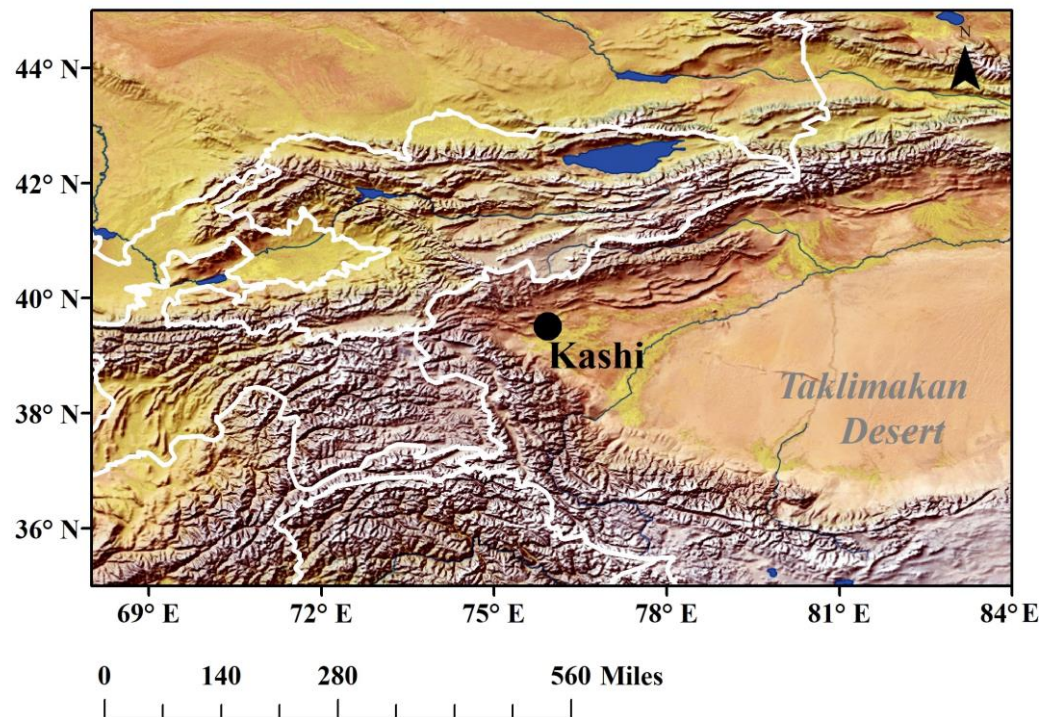 N
44° N
42° N
40° N
38° N
36° N
Kashi
Taklimakan
Desert
69° E 72° E 75° E 78° E 81° E 84° E
0 140 280 560 Miles